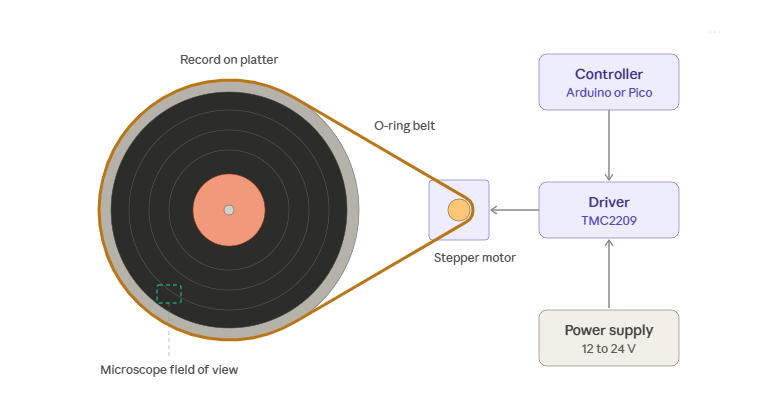 Record on platter
Controller
Arduino or Pico
O-ring belt
Driver
TMC2209
Stepper motor
Power supply
12 to 24 V
Microscope field of view